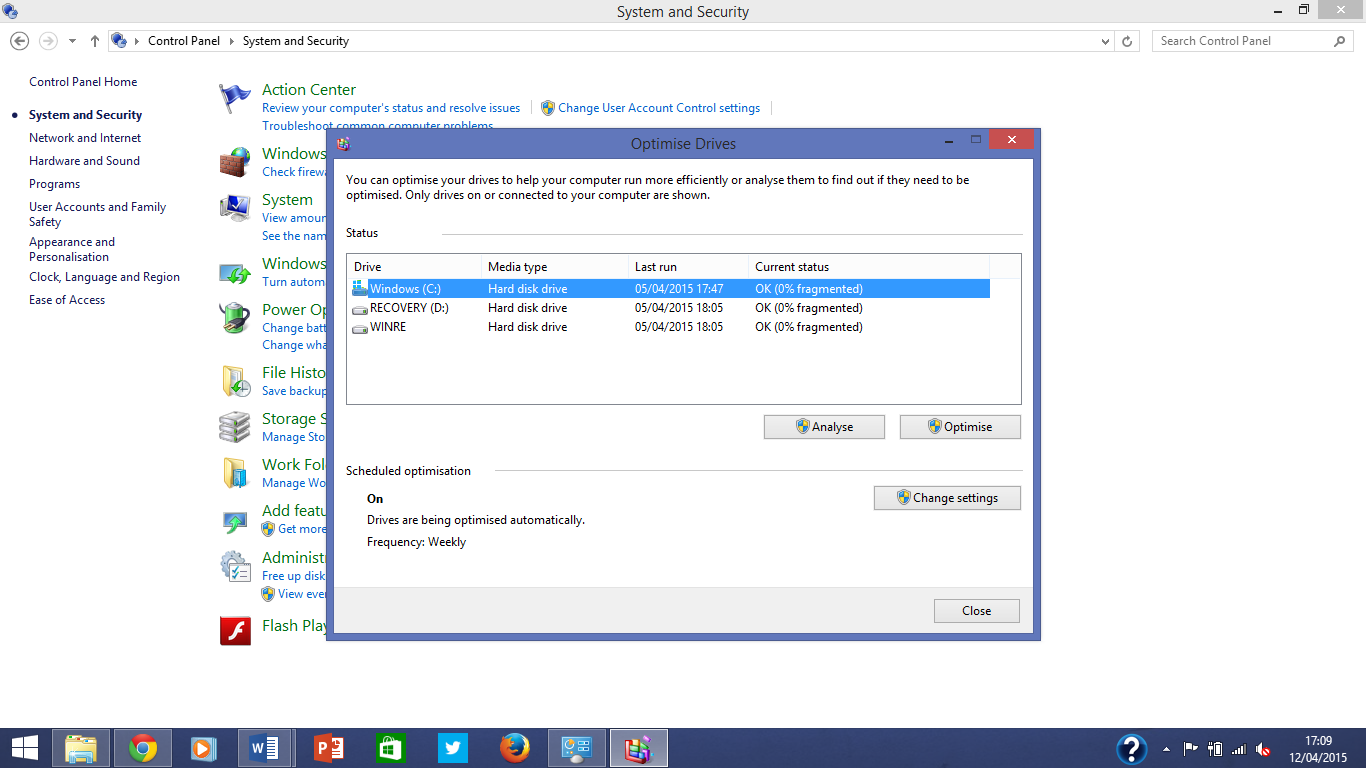 System and Security
Control Panel System and Security
Search Control Panel
Control Panel Home
System and Security
Network and Internet
Hardware and Sound
Programs
User Accounts and Family
Safety
Appearance and
Personalisation
Clock, Language and Region
Ease of Access
Action Center
Review your computer's status and resolve issues
Change User Account Control settings
Troubleshoot common computer problems
Windows
Check firewa
System
View amoun
See the nam
Windows
Turn automa
Power Op
Change batt
Change wha
File Histo
Save backup
Storage S
Manage Sto
Work Fol
Manage Wo
Add featu
Get more
Administ
Free up disk
View eve
Flash Play
Optimise Drives
You can optimise your drives to help your computer run more efficiently or analyse them to find out if they need to be
optimised. Only drives on or connected to your computer are shown.
Status
Drive Media type Last run Current status
Windows (C:) Hard disk drive 05/04/2015 17:47 OK (0% fragmented)
RECOVERY (D:) Hard disk drive 05/04/2015 18:05 OK (0% fragmented)
WINRE Hard disk drive 05/04/2015 18:05 OK (0% fragmented)
Analyse Optimise
Scheduled optimisation
On
Change settings
Drives are being optimised automatically.
Frequency: Weekly
Close
17:09
12/04/2015